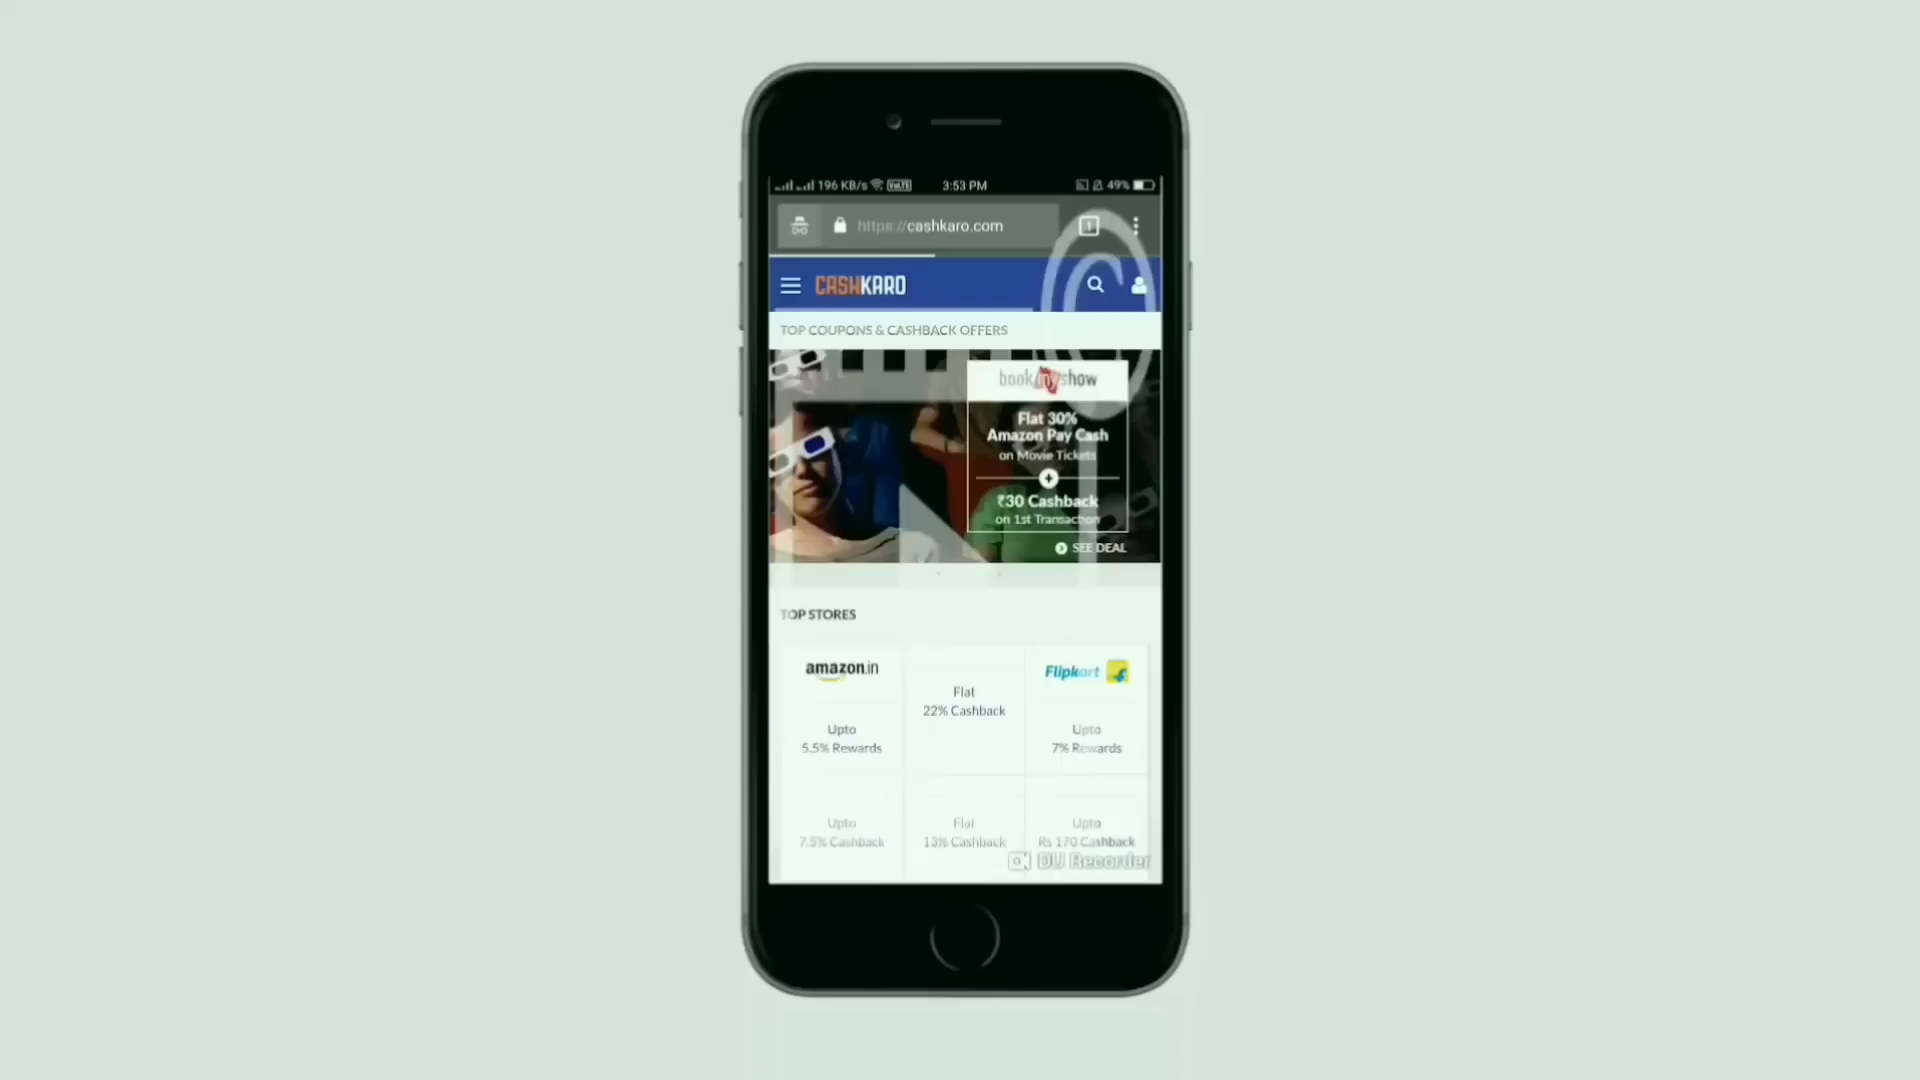 196 KB/s VoLTE 3:53 PM 49%
https://cashkaro.com 1
CASHKARO
TOP COUPONS & CASHBACK OFFERS
bookmyshow
Flat 30%
Amazon Pay Cash
on Movie Tickets
₹30 Cashback
on 1st Transaction
SEE DEAL
TOP STORES
amazon.in
Upto
5.5% Rewards
Flat
22% Cashback
Flipkart
Upto
7% Rewards
Upto
7.5% Cashback
Flat
13% Cashback
Upto
Rs 170 Cashback
DU Recorder